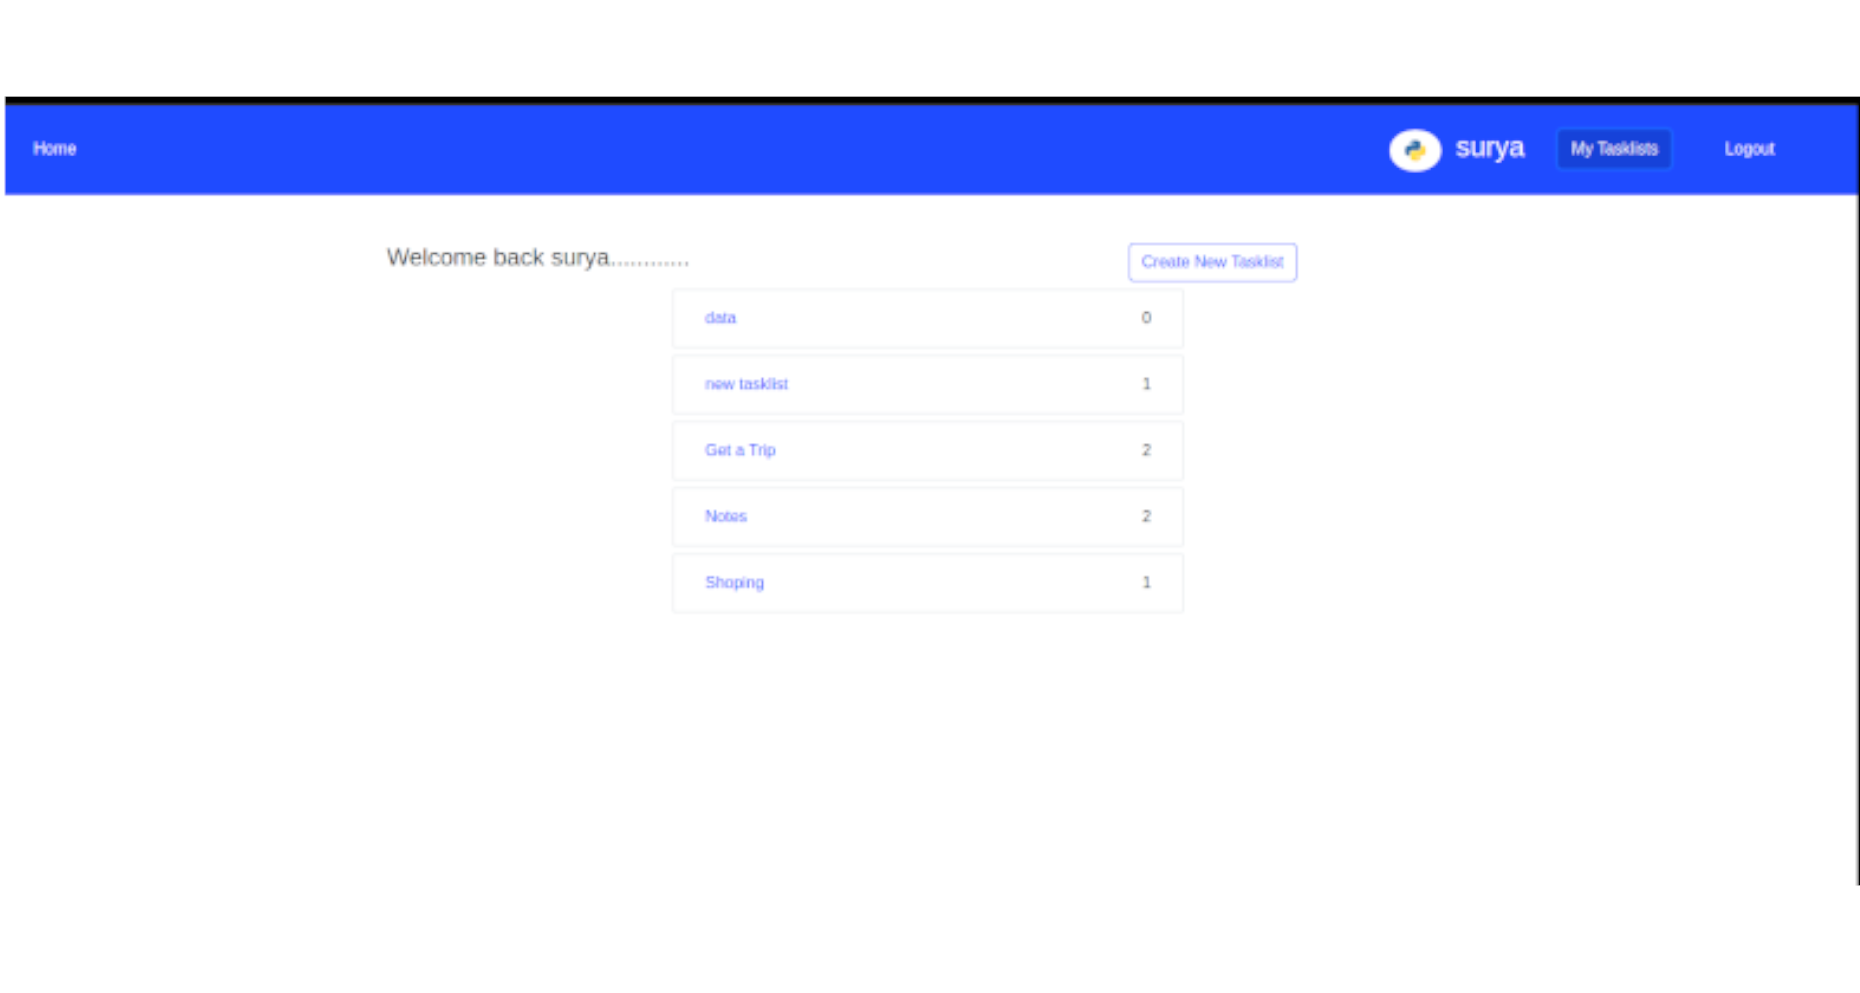 Home surya My Tasklists Logout
Welcome back surya............ Create New Tasklist
data 0
new tasklist 1
Get a Trip 2
Notes 2
Shoping 1